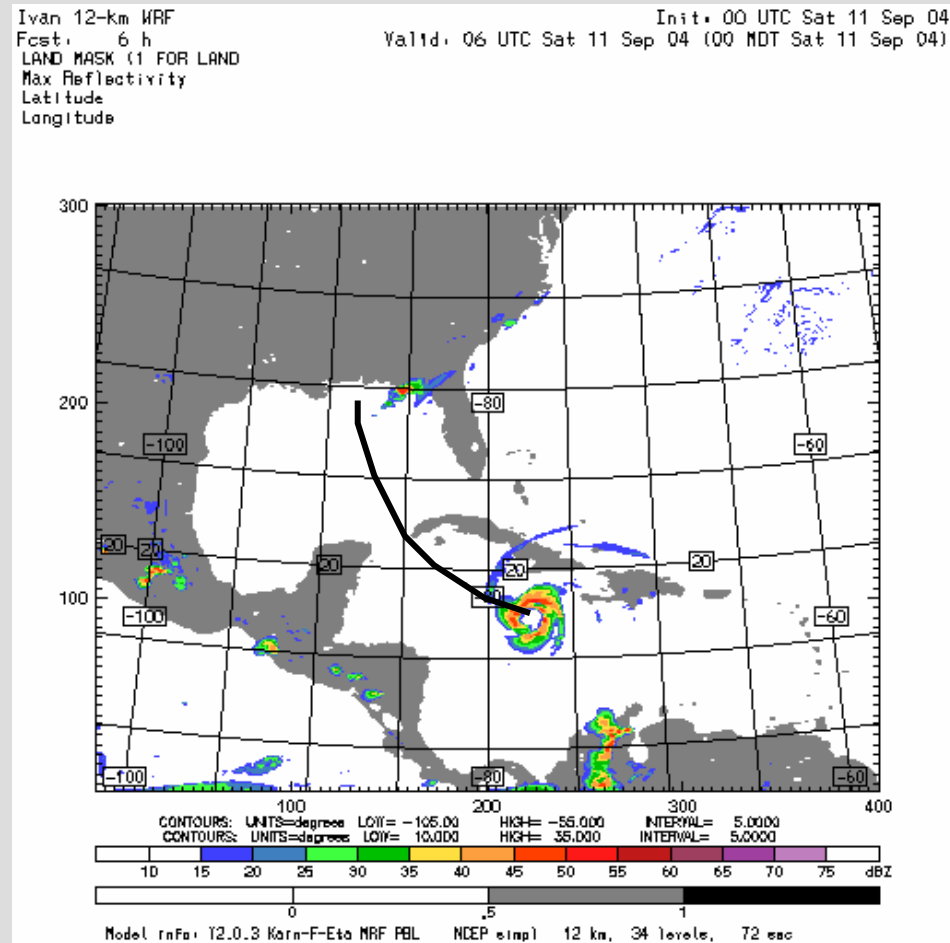 Ivan 12-km WRF Init: 00 UTC Sat 11 Sep 04
Fcst: 6 h Valid: 06 UTC Sat 11 Sep 04 (00 MDT Sat 11 Sep 04)
LAND MASK (1 FOR LAND
Max Reflectivity
Latitude
Longitude
300
200
-80
-100
-60
20
20
20
20
20
100
-100
-60
-100
-80
-60
100 200 300 400
CONTOURS: UNITS=degrees LOW= -105.00 HIGH= -55.000 INTERVAL= 5.0000
CONTOURS: UNITS=degrees LOW= 10.000 HIGH= 35.000 INTERVAL= 5.0000
10 15 20 25 30 35 40 45 50 55 60 65 70 75 dBZ
0 .5 1
Model info: V2.0.3 Kain-F-Eta MRF PBL NCEP simpl 12 km, 34 levels, 72 sec